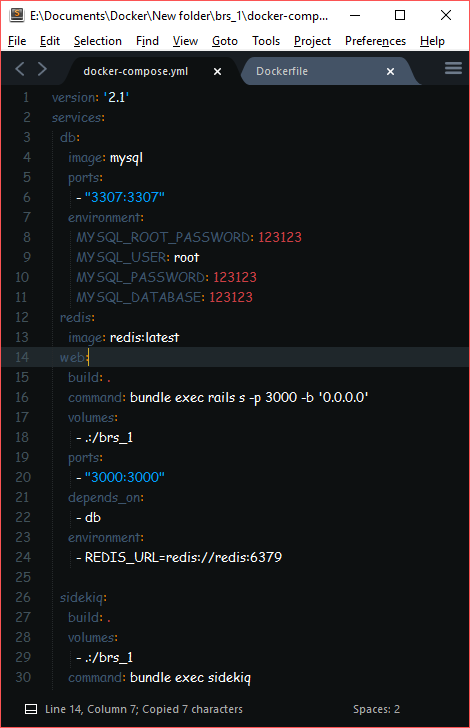 E:\Documents\Docker\New folder\brs_1\docker-comp...
File Edit Selection Find View Goto Tools Project Preferences Help
docker-compose.yml Dockerfile
1 version: '2.1'
2 services:
3 db:
4 image: mysql
5 ports:
6 - "3307:3307"
7 environment:
8 MYSQL_ROOT_PASSWORD: 123123
9 MYSQL_USER: root
10 MYSQL_PASSWORD: 123123
11 MYSQL_DATABASE: 123123
12 redis:
13 image: redis:latest
14 web:
15 build: .
16 command: bundle exec rails s -p 3000 -b '0.0.0.0'
17 volumes:
18 - .:/brs_1
19 ports:
20 - "3000:3000"
21 depends_on:
22 - db
23 environment:
24 - REDIS_URL=redis://redis:6379
25
26 sidekiq:
27 build: .
28 volumes:
29 - .:/brs_1
30 command: bundle exec sidekiq
Line 14, Column 7; Copied 7 characters Spaces: 2